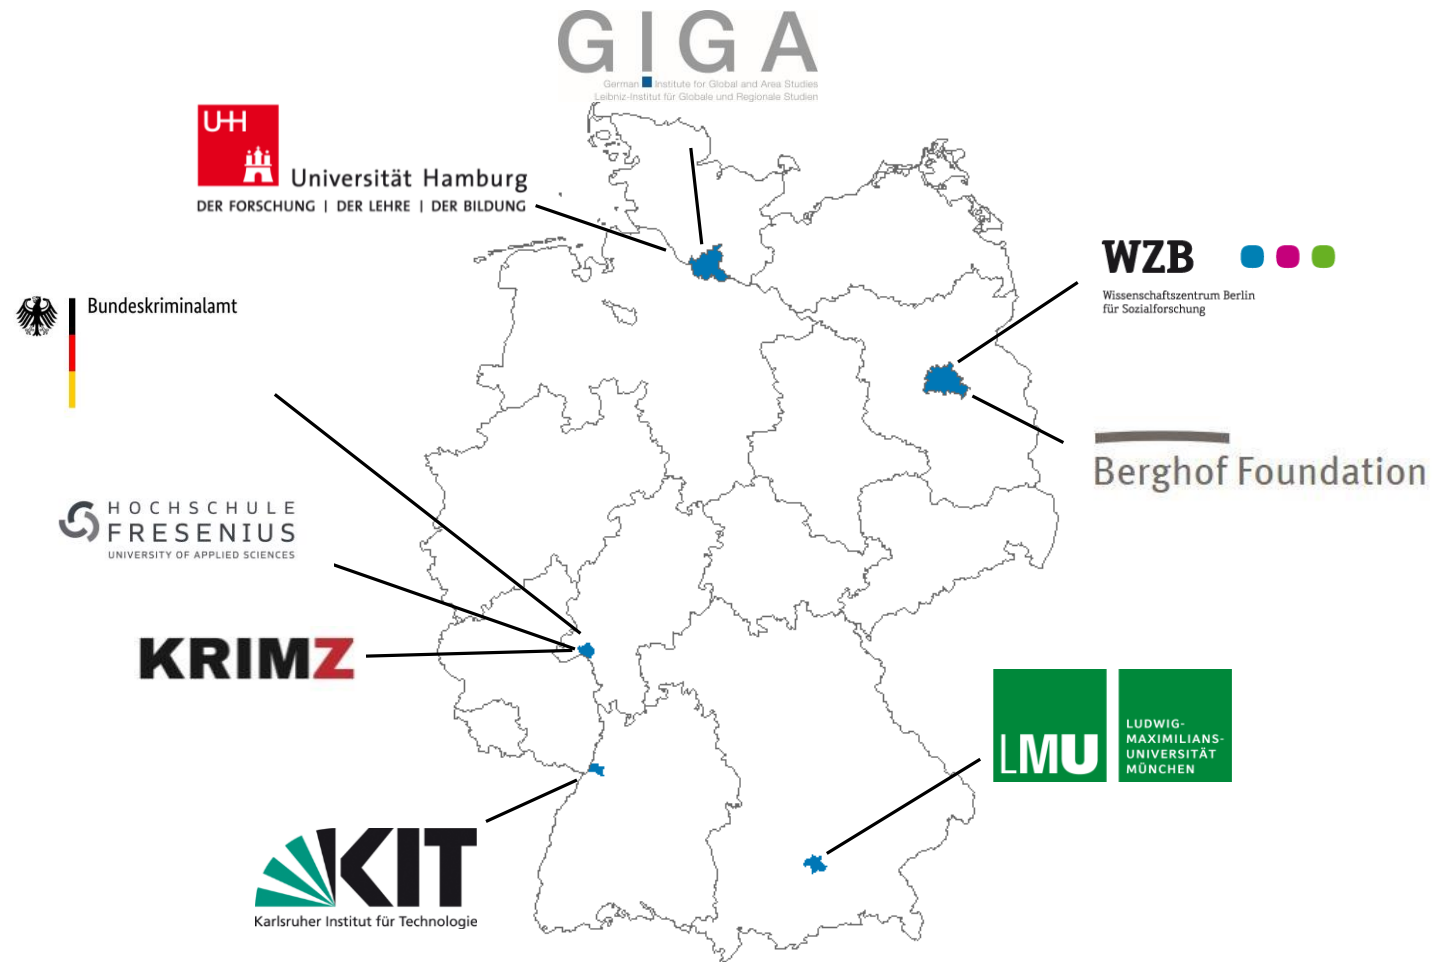 GIGA
German Institute for Global and Area Studies
Leibniz-Institut für Globale und Regionale Studien
UHH
Universität Hamburg
DER FORSCHUNG | DER LEHRE | DER BILDUNG
WZB
Wissenschaftszentrum Berlin
für Sozialforschung
Bundeskriminalamt
Berghof Foundation
HOCHSCHULE
FRESENIUS
UNIVERSITY OF APPLIED SCIENCES
KRIMZ
LMU
LUDWIG-
MAXIMILIANS-
UNIVERSITÄT
MÜNCHEN
KIT
Karlsruher Institut für Technologie